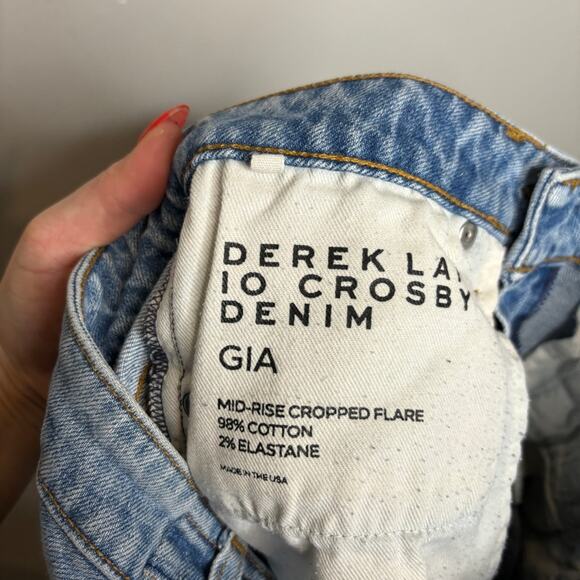 DEREK LA
10 CROSBY
DENIM
GIA
MID-RISE CROPPED FLARE
98% COTTON
2% ELASTANE
MADE IN THE USA